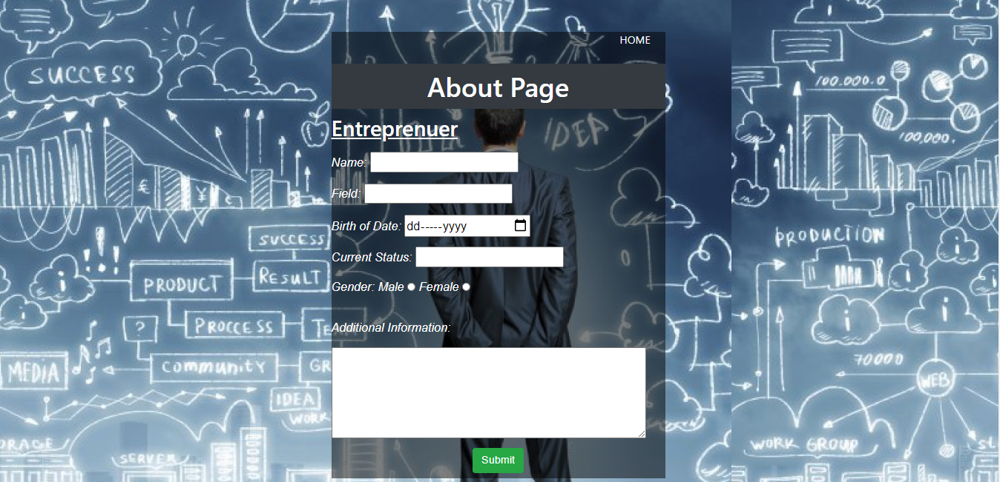 HOME
About Page
Entreprenuer
Name:
Field:
Birth of Date: dd-----yyyy
Current Status:
Gender: Male Female
Additional Information:
Submit
SUCCESS
IDEA
100.000.0
100,000.
€
¥
€
PRODUCTION
SUCCESS
PRODUCT
RESULT
i
i
i
i
i
i
?
PROCCESS
TE
MEDIA
COMMUNITY
GR
70000
WEB
IDEA
WORK
WORK GROUP
SERVER